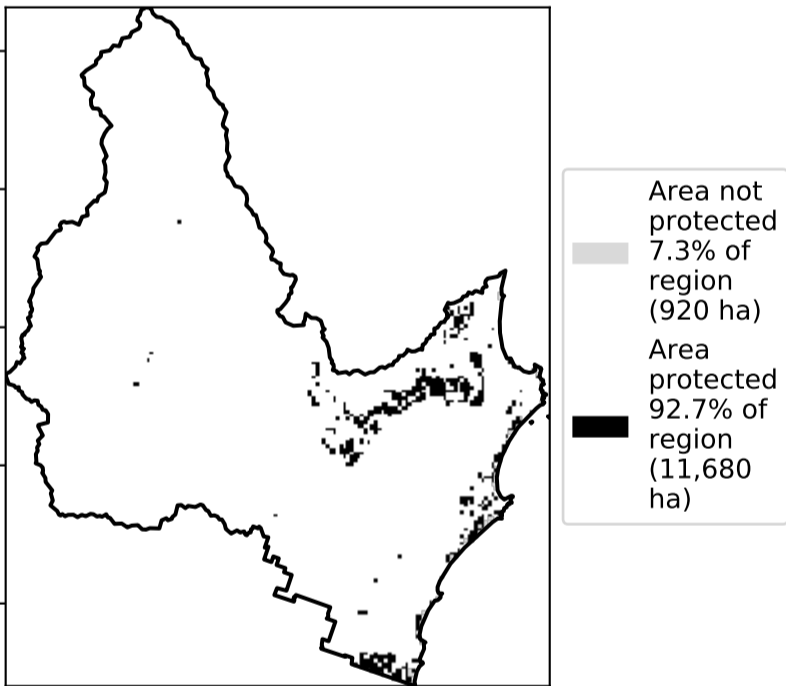 Area not
protected
7.3% of
region
(920 ha)
Area
protected
92.7% of
region
(11,680
ha)